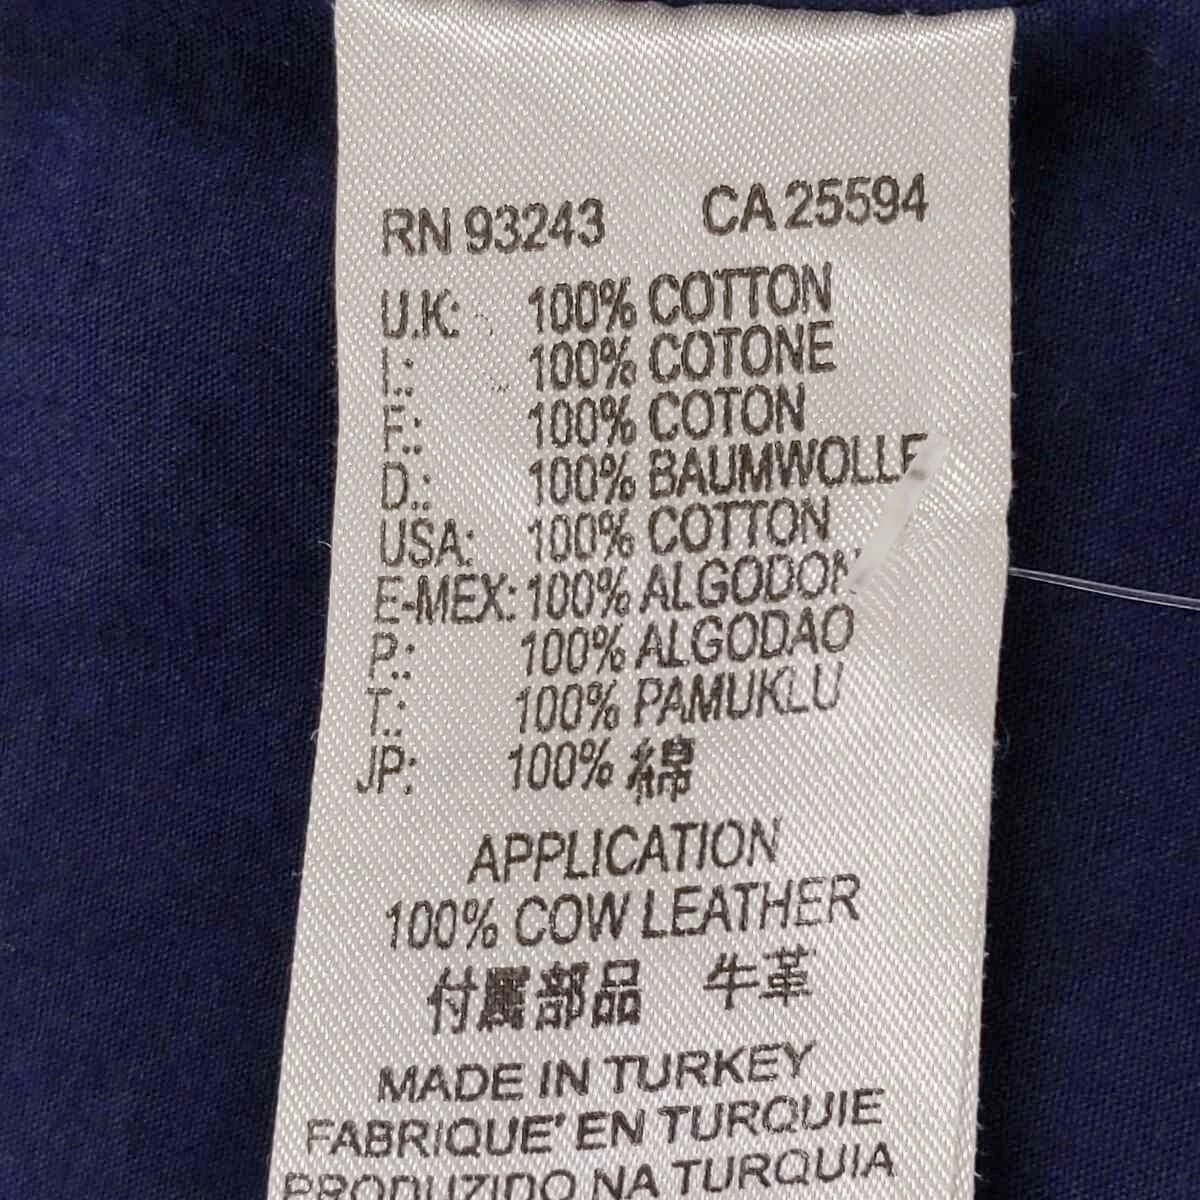 RN 93243 CA 25594
U.K: 100% COTTON
I.: 100% COTONE
F.: 100% COTON
D.: 100% BAUMWOLLE
USA: 100% COTTON
E-MEX: 100% ALGODON
P.: 100% ALGODAO
T.: 100% PAMUKLU
JP: 100% 綿
APPLICATION
100% COW LEATHER
付属部品 牛革
MADE IN TURKEY
FABRIQUE' EN TURQUIE
PRODUZIDO NA TURQUIA